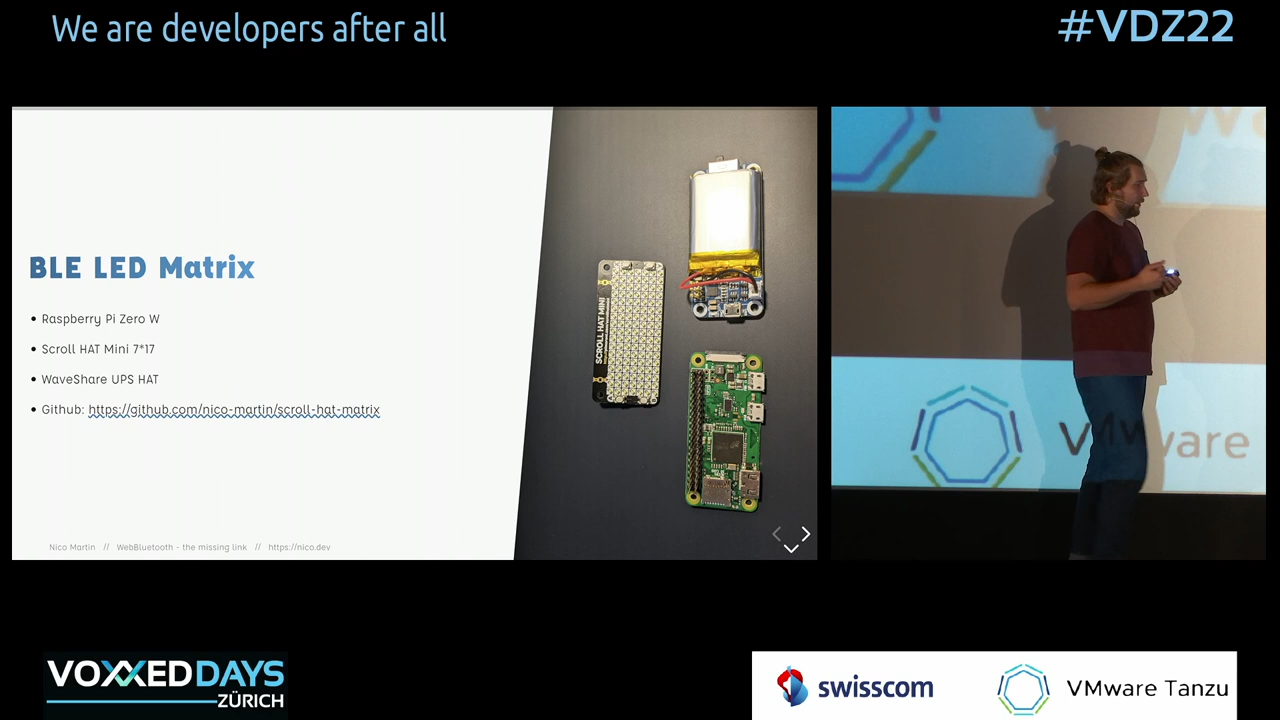 We are developers after all
#VDZ22
BLE LED Matrix
• Raspberry Pi Zero W
• Scroll HAT Mini 7*17
• WaveShare UPS HAT
• Github: https://github.com/nico-martin/scroll-hat-matrix
SCROLL HAT MINI
Nico Martin // WebBluetooth - the missing link // https://nico.dev
VMware
VOXXED DAYS
ZÜRICH
swisscom
VMware Tanzu